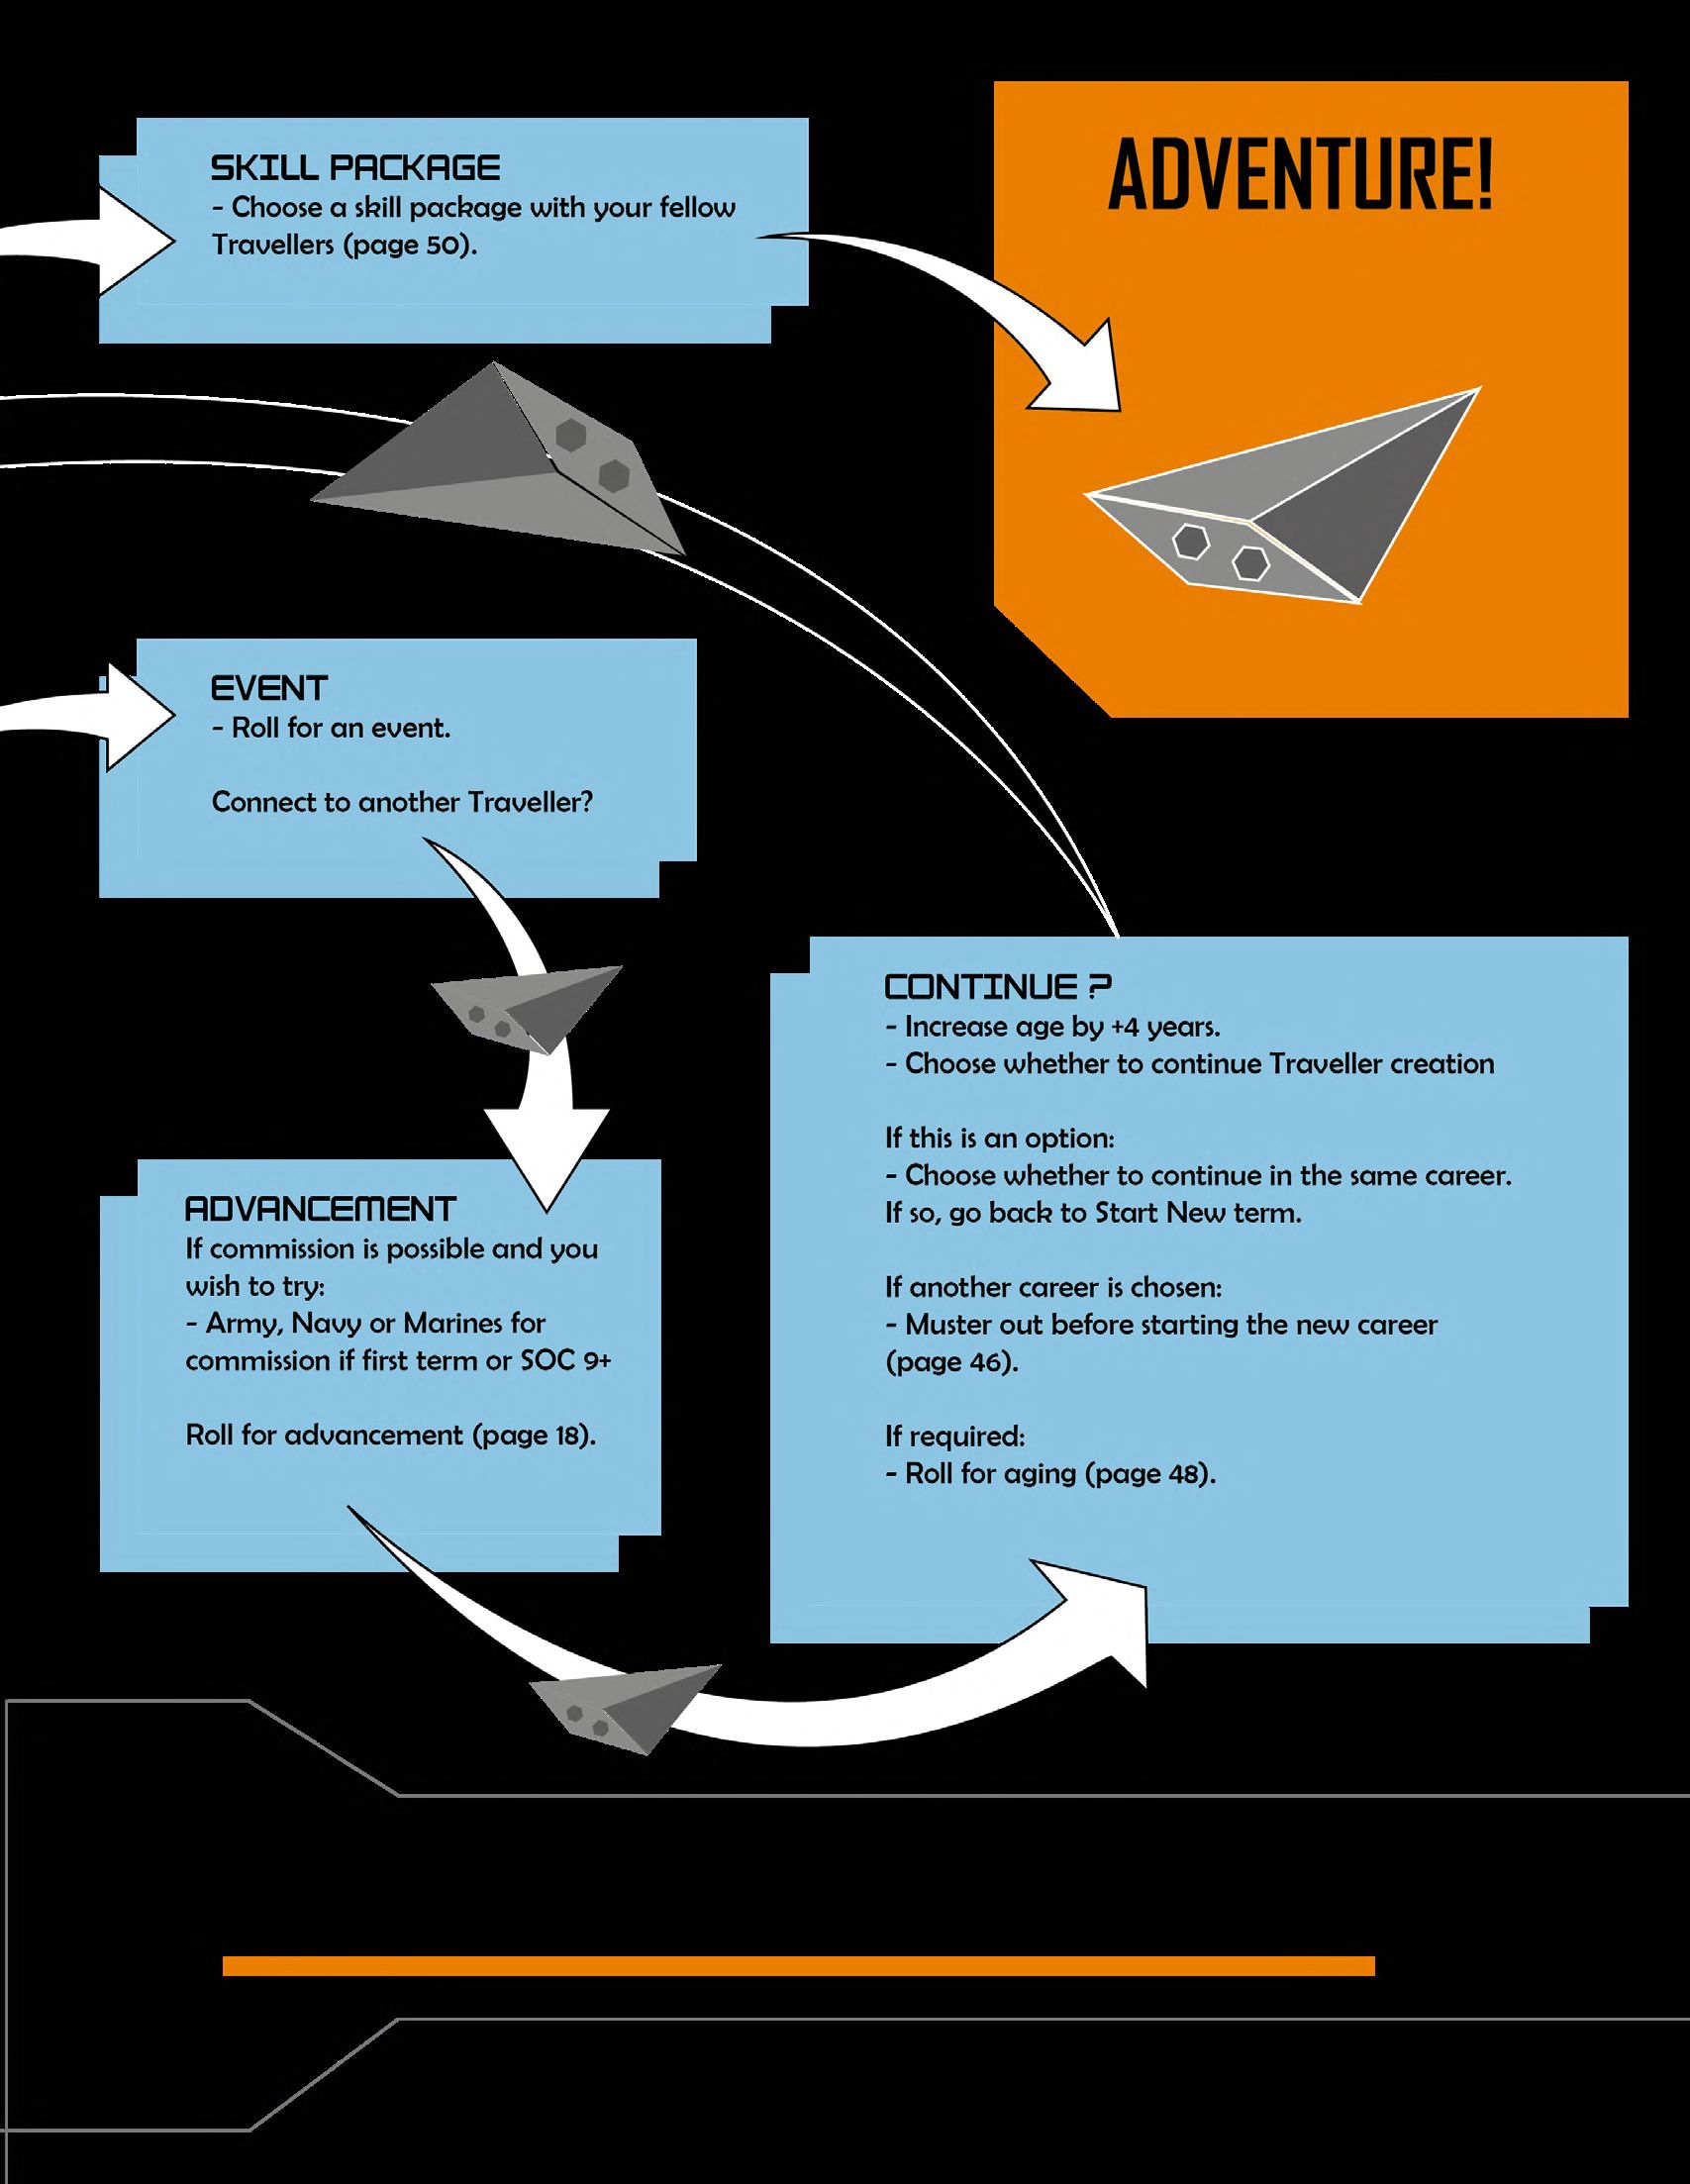 SKILL PACKAGE
- Choose a skill package with your fellow
Travellers (page 50).
ADVENTURE!
EVENT
- Roll for an event.
Connect to another Traveller?
ADVANCEMENT
If commission is possible and you
wish to try:
- Army, Navy or Marines for
commission if first term or SOC 9+
Roll for advancement (page 18).
CONTINUE ?
- Increase age by +4 years.
- Choose whether to continue Traveller creation
If this is an option:
- Choose whether to continue in the same career.
If so, go back to Start New term.
If another career is chosen:
- Muster out before starting the new career
(page 46).
If required:
- Roll for aging (page 48).